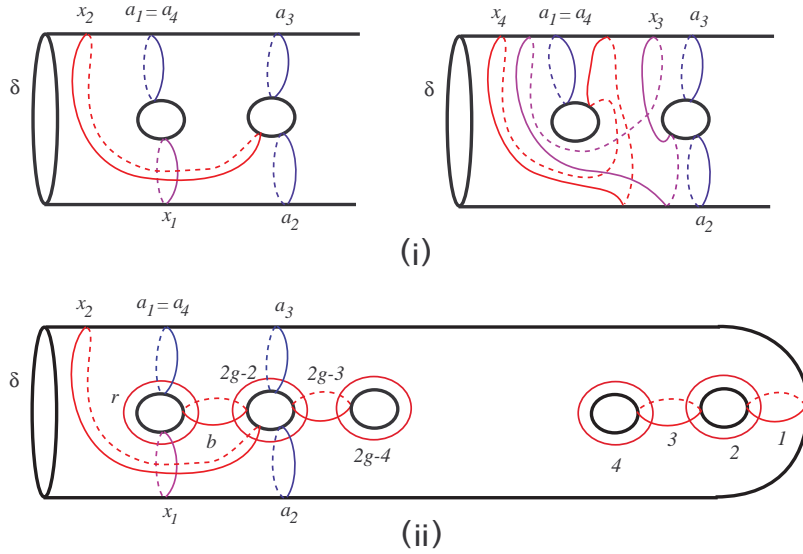 x₂ a₁ = a₄ a₃ x₄ a₁ = a₄ x₃ a₃
δ δ
x₁ a₂ a₂
(i)
x₂ a₁ = a₄ a₃
δ r 2g-2 2g-3
b
2g-4 4 3 2 1
x₁ a₂
(ii)